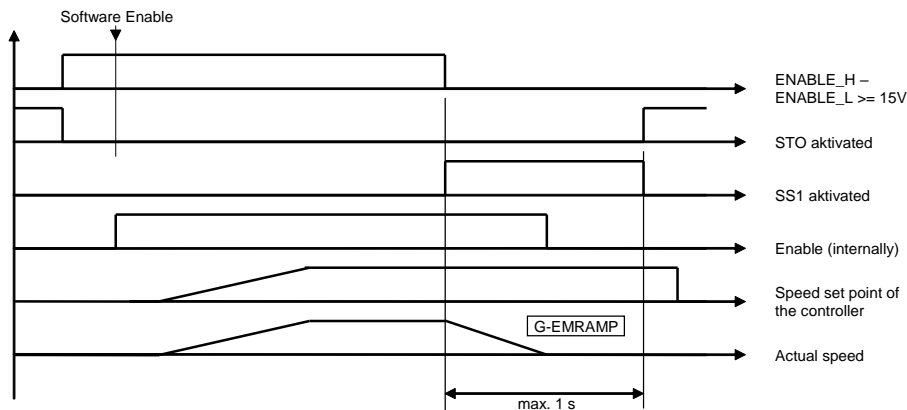 Software Enable
ENABLE_H –
ENABLE_L >= 15V
STO aktivated
SS1 aktivated
Enable (internally)
Speed set point of
the controller
G-EMRAMP
Actual speed
max. 1 s